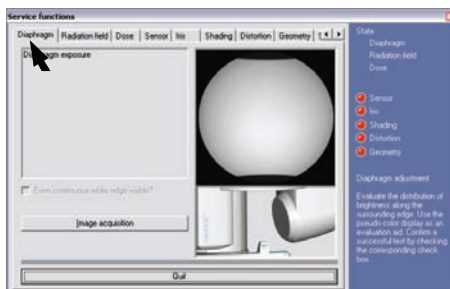 Service functions
Diaphragm Radiation field Dose Sensor Iris Shading Distortion Geometry
Diaphragm exposure
Even continuous white edge visible?
Image acquisition
Quit
State
Diaphragm
Radiation field
Dose
Sensor
Iris
Shading
Distortion
Geometry
Diaphragm adjustment
Evaluate the distribution of
brightness along the
surrounding edge. Use the
pseudo-color display as an
evaluation aid. Confirm a
successful test by checking
the corresponding check
box.